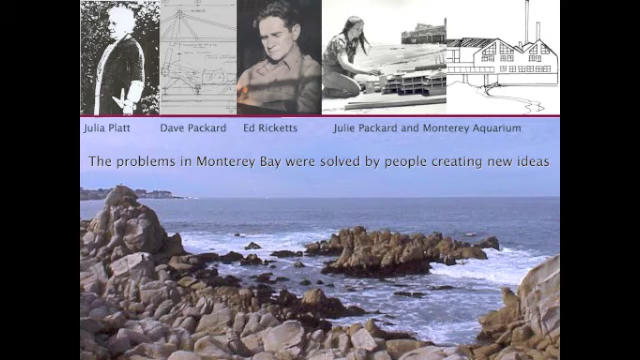 Julia Platt Dave Packard Ed Ricketts Julie Packard and Monterey Aquarium
The problems in Monterey Bay were solved by people creating new ideas